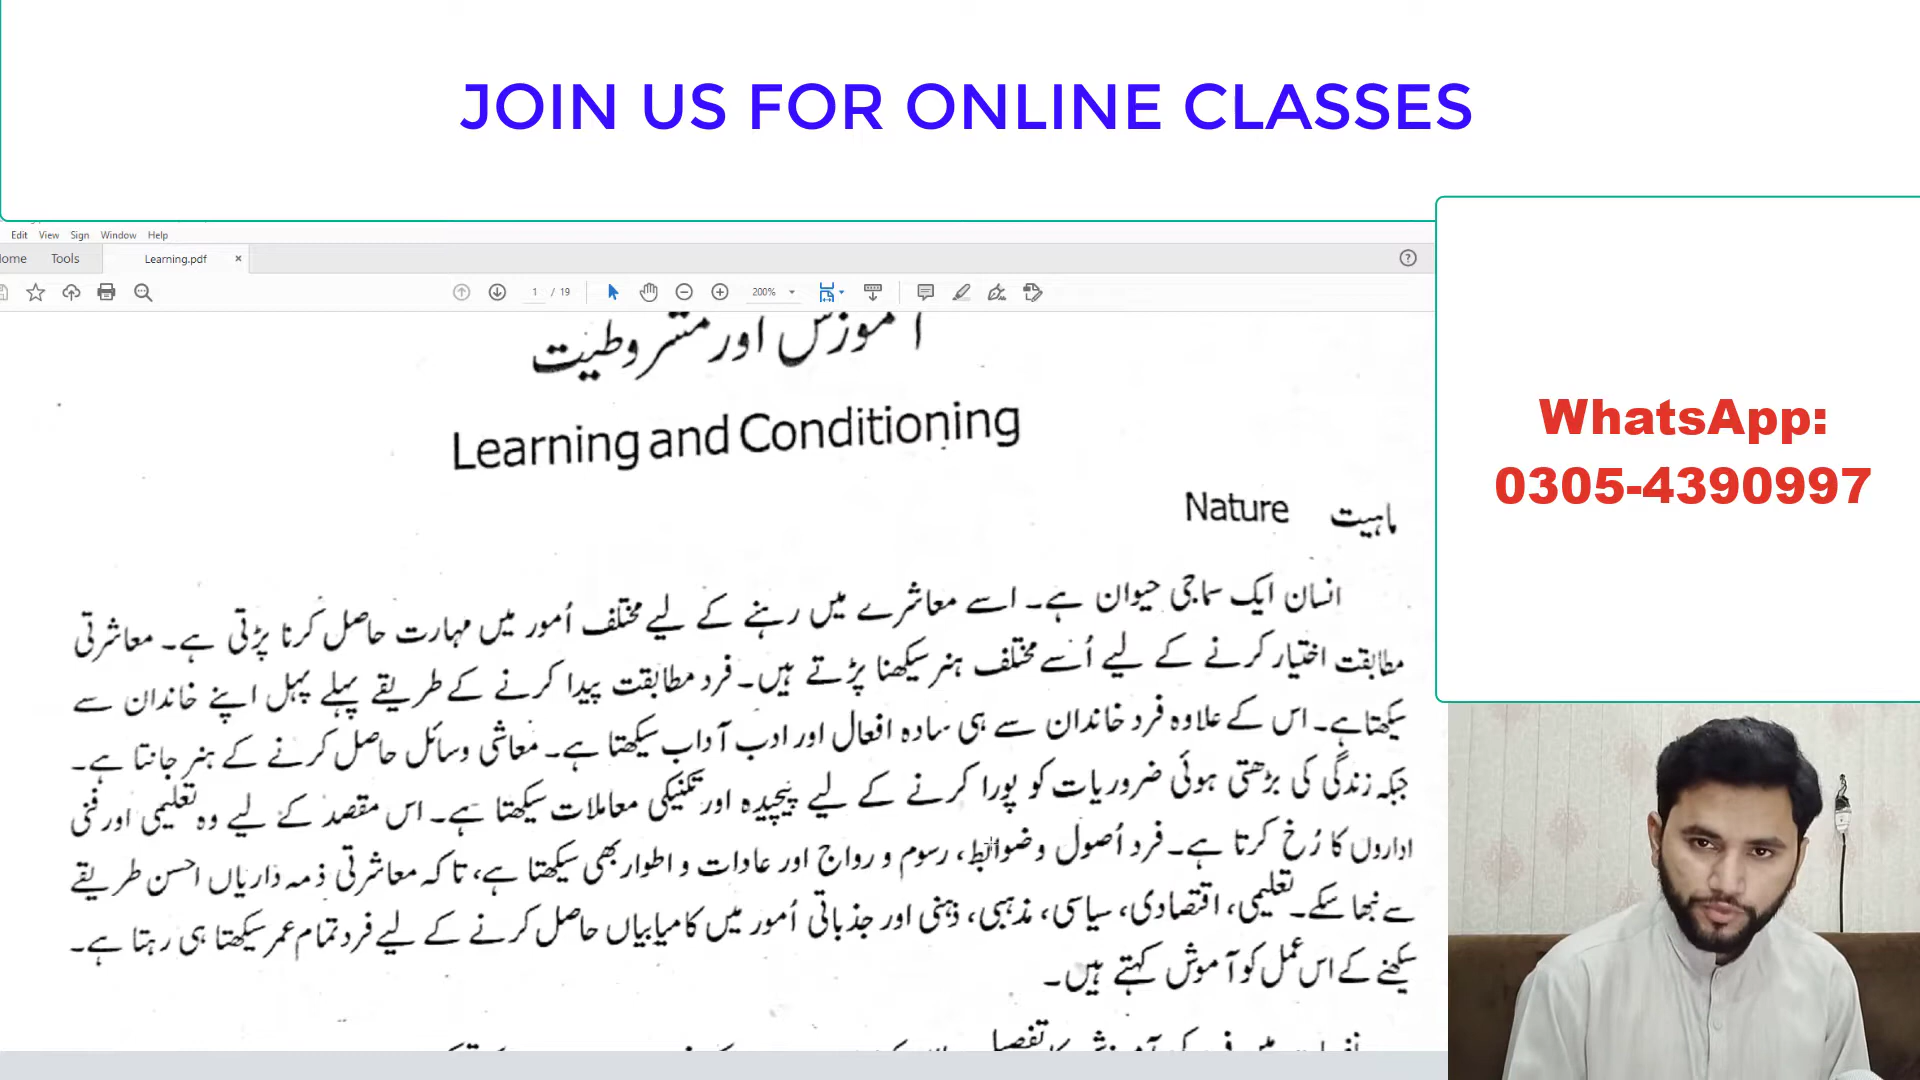 JOIN US FOR ONLINE CLASSES
Edit View Sign Window Help
ome Tools Learning.pdf ×
1 / 19 200%
آموزش اور مشروطیت
Learning and Conditioning
ماہیت Nature
انسان ایک سماجی حیوان ہے۔ اسے معاشرے میں رہنے کے لیے مختلف اُمور میں مہارت حاصل کرنا پڑتی ہے۔ معاشرتی
مطابقت اختیار کرنے کے لیے اُسے مختلف ہنر سیکھنا پڑتے ہیں۔ فرد مطابقت پیدا کرنے کے طریقے پہلے پہل اپنے خاندان سے
سیکھتا ہے۔ اس کے علاوہ فرد خاندان سے ہی سادہ افعال اور ادب آداب سیکھتا ہے۔ معاشی وسائل حاصل کرنے کے ہنر جانتا ہے۔
جبکہ زندگی کی بڑھتی ہوئی ضروریات کو پورا کرنے کے لیے پیچیدہ اور تکنیکی معاملات سیکھتا ہے۔ اس مقصد کے لیے وہ تعلیمی اور فنی
اداروں کا رُخ کرتا ہے۔ فرد اُصول و ضوابط، رسوم و رواج اور عادات و اطوار بھی سیکھتا ہے، تاکہ معاشرتی ذمہ داریاں احسن طریقے
سے نبھا سکے۔ تعلیمی، اقتصادی، سیاسی، مذہبی، ذہنی اور جذباتی اُمور میں کامیابیاں حاصل کرنے کے لیے فرد تمام عمر سیکھتا ہی رہتا ہے۔
سیکھنے کے اس عمل کو آموزش کہتے ہیں۔
WhatsApp:
0305-4390997